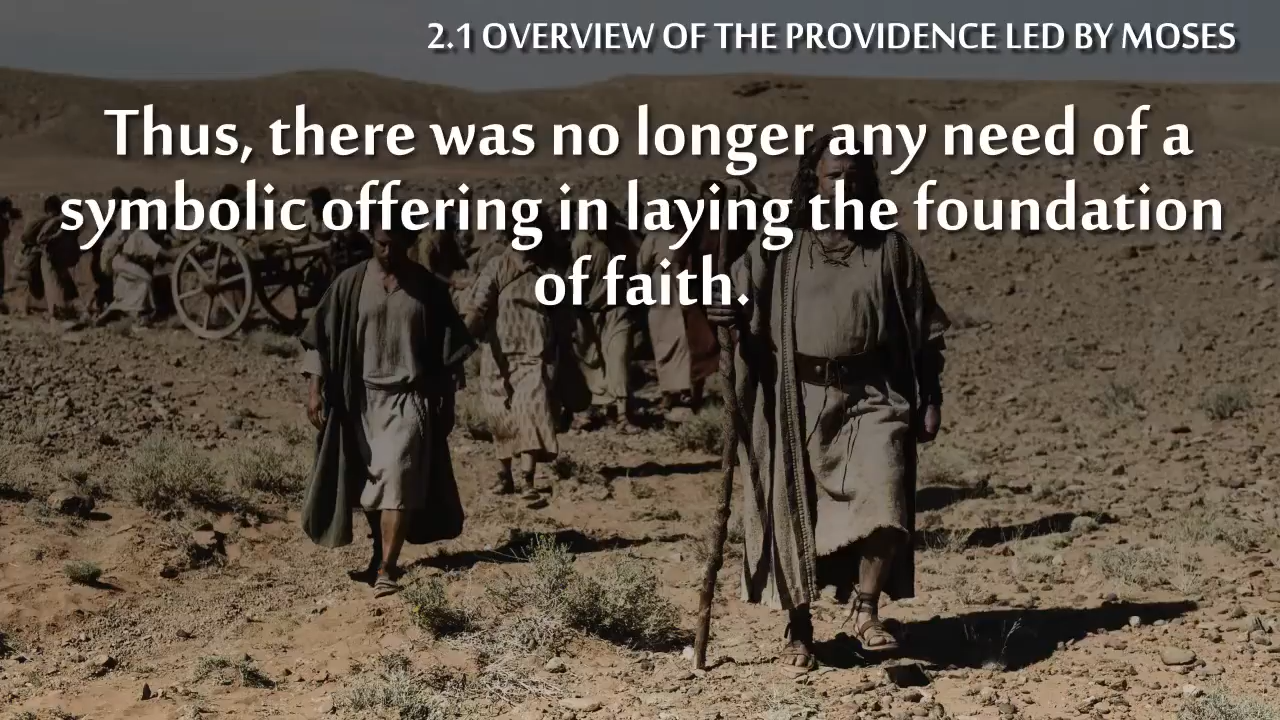 2.1 OVERVIEW OF THE PROVIDENCE LED BY MOSES
Thus, there was no longer any need of a
symbolic offering in laying the foundation
of faith.